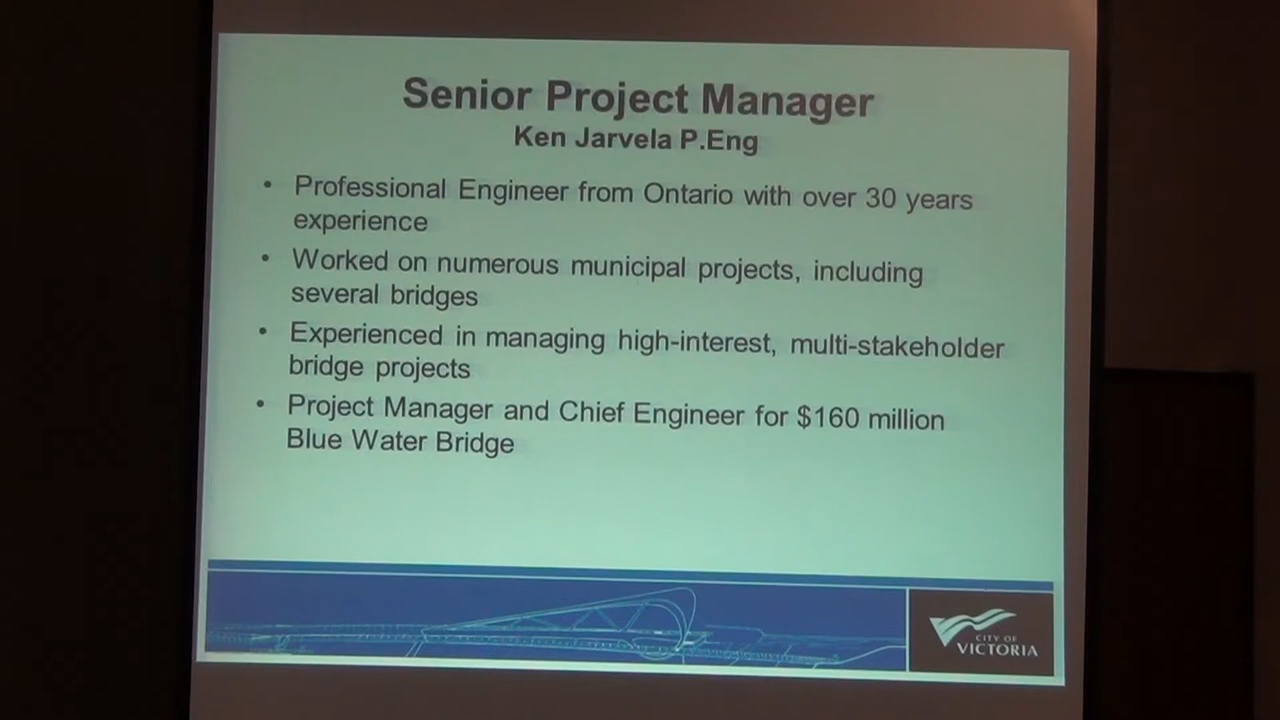 Senior Project Manager
Ken Jarvela P.Eng
• Professional Engineer from Ontario with over 30 years
experience
• Worked on numerous municipal projects, including
several bridges
• Experienced in managing high-interest, multi-stakeholder
bridge projects
• Project Manager and Chief Engineer for $160 million
Blue Water Bridge
CITY OF
VICTORIA